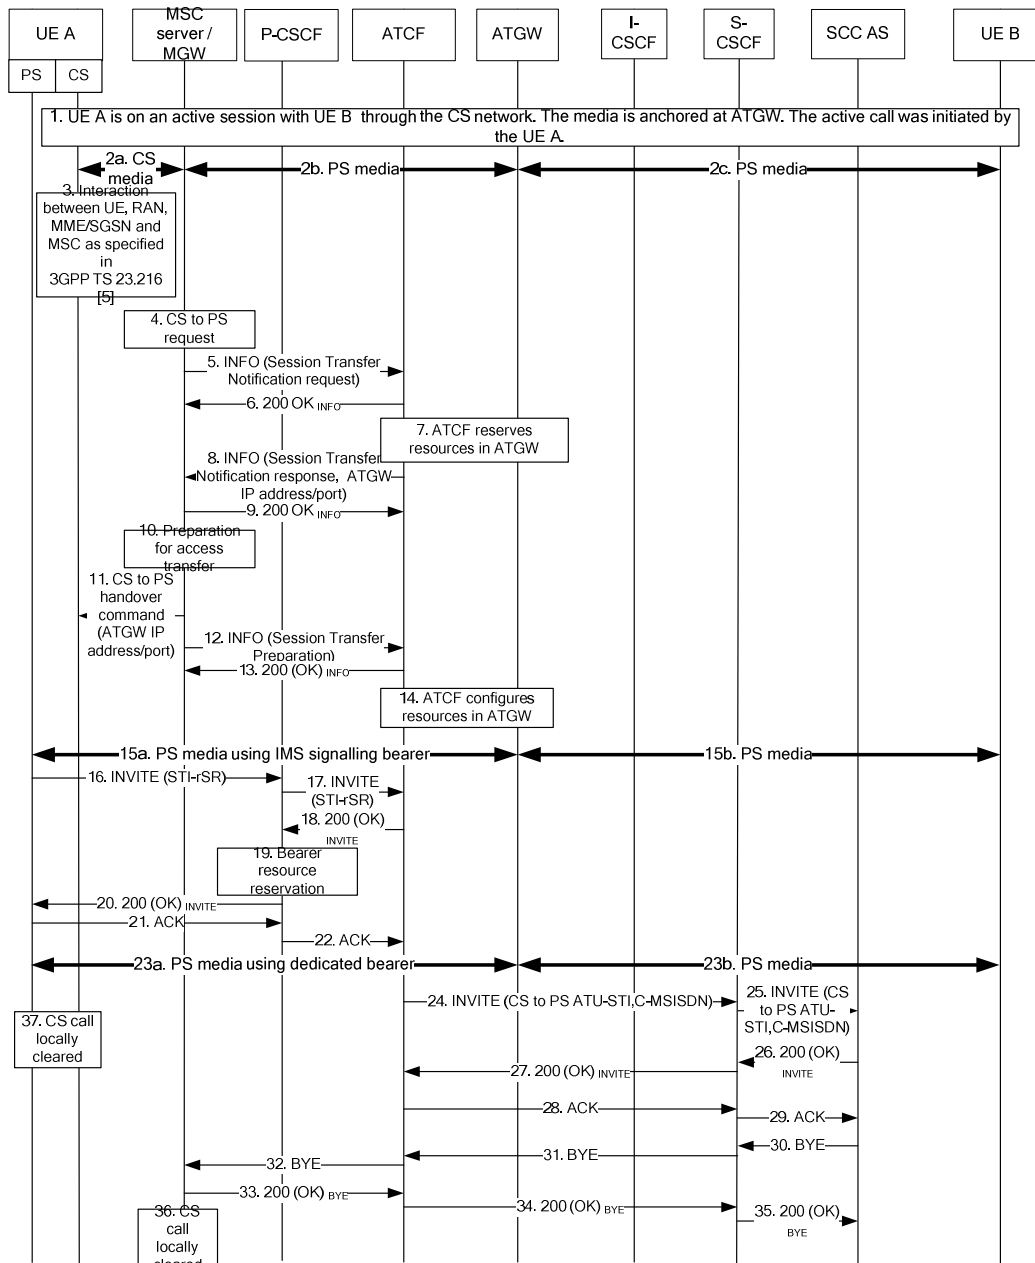 UE A
MSC
server /
MGW
P-CSCF
ATCF
ATGW
I-
CSCF
S-
CSCF
SCC AS
UE B
PS
CS
1. UE A is on an active session with UE B through the CS network. The media is anchored at ATGW. The active call was initiated by
the UE A.
2a. CS
media
2b. PS media
2c. PS media
3. Interaction
between UE, RAN,
MME/SGSN and
MSC as specified
in
3GPP TS 23.216
[5]
4. CS to PS
request
5. INFO (Session Transfer
Notification request)
6. 200 OK INFO
7. ATCF reserves
resources in ATGW
8. INFO (Session Transfer
Notification response, ATGW
IP address/port)
9. 200 OK INFO
10. Preparation
for access
transfer
11. CS to PS
handover
command
(ATGW IP
address/port)
12. INFO (Session Transfer
Preparation)
13. 200 (OK) INFO
14. ATCF configures
resources in ATGW
15a. PS media using IMS signalling bearer
15b. PS media
16. INVITE (STI-rSR)
17. INVITE
(STI-rSR)
18. 200 (OK)
INVITE
19. Bearer
resource
reservation
20. 200 (OK) INVITE
21. ACK
22. ACK
23a. PS media using dedicated bearer
23b. PS media
24. INVITE (CS to PS ATU-STI,C-MSISDN)
25. INVITE (CS
to PS ATU-
STI,C-MSISDN)
37. CS call
locally
cleared
26. 200 (OK)
INVITE
27. 200 (OK) INVITE
28. ACK
29. ACK
30. BYE
31. BYE
32. BYE
33. 200 (OK) BYE
34. 200 (OK) BYE
35. 200 (OK)
BYE
36. CS
call
locally
cleared